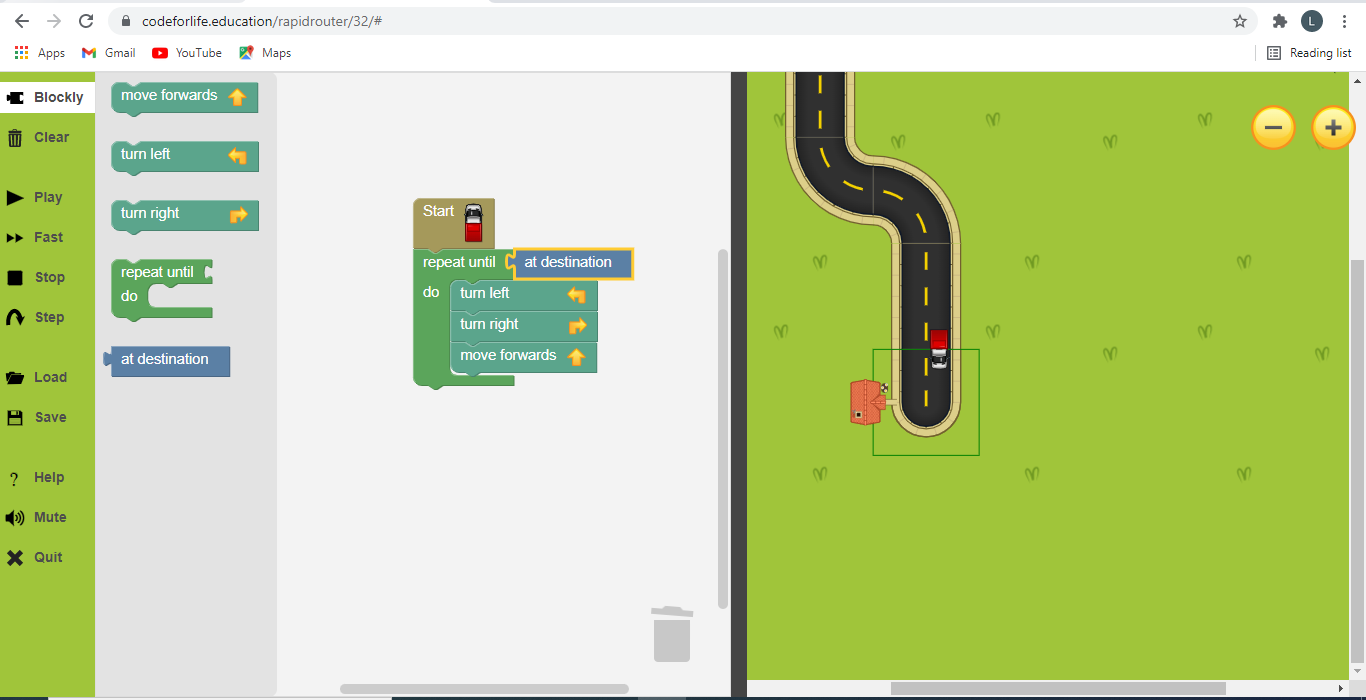 codeforlife.education/rapidrouter/32/#
L
Apps Gmail YouTube Maps Reading list
Blockly
Clear
Play
Fast
Stop
Step
Load
Save
? Help
Mute
Quit
move forwards
turn left
turn right
repeat until
do
at destination
Start
repeat until at destination
do turn left
turn right
move forwards